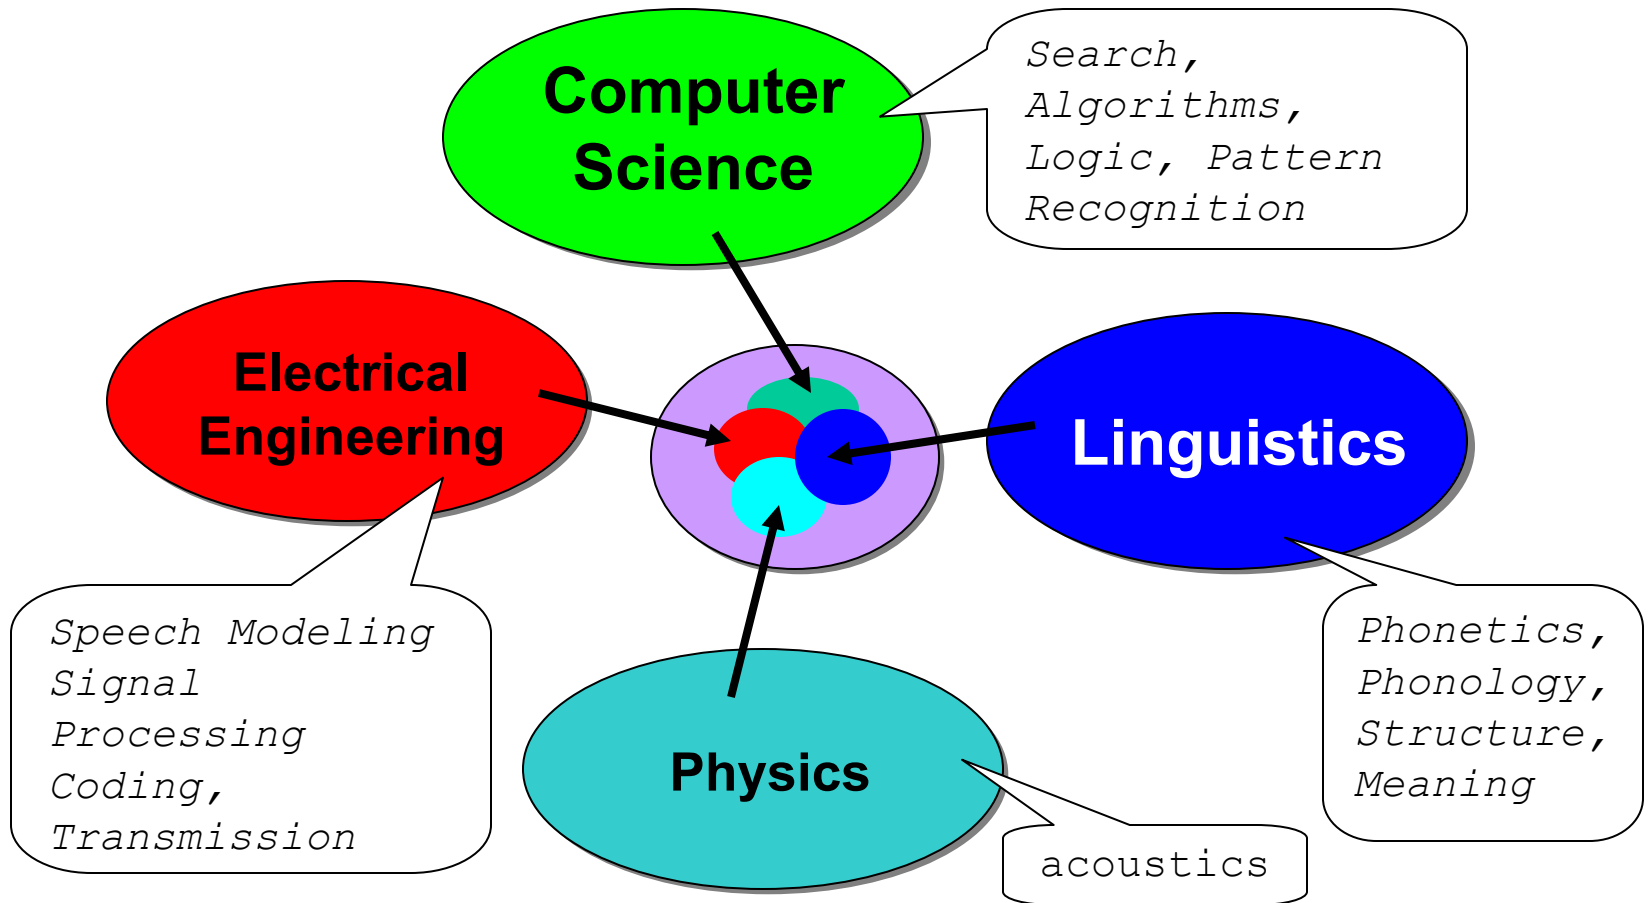 Computer
Science
Search,
Algorithms,
Logic, Pattern
Recognition
Electrical
Engineering
Linguistics
Speech Modeling
Signal
Processing
Coding,
Transmission
Physics
acoustics
Phonetics,
Phonology,
Structure,
Meaning